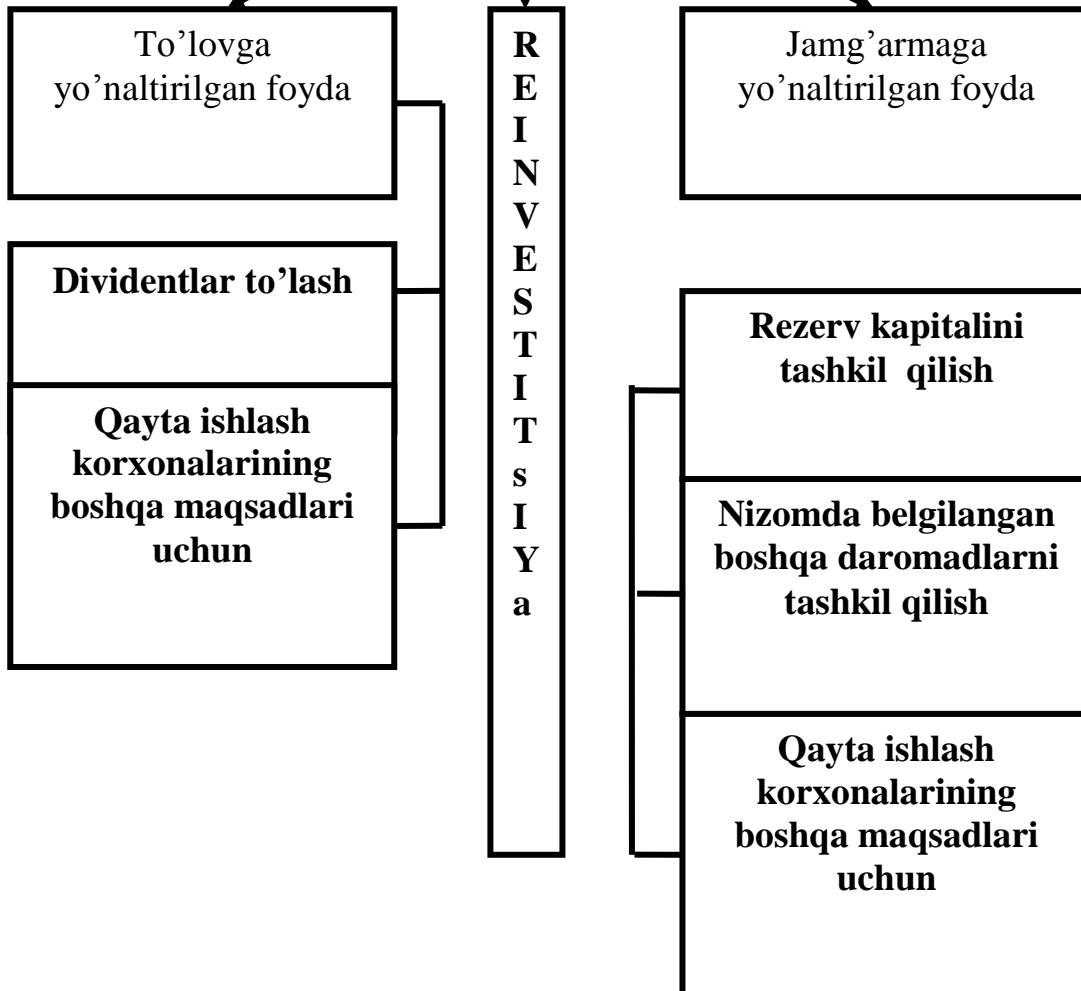 To’lovga
yo’naltirilgan foyda
Dividentlar to’lash
Qayta ishlash
korxonalarining
boshqa maqsadlari
uchun
R
E
I
N
V
E
S
T
I
T
s
I
Y
a
Jamg’armaga
yo’naltirilgan foyda
Rezerv kapitalini
tashkil qilish
Nizomda belgilangan
boshqa daromadlarni
tashkil qilish
Qayta ishlash
korxonalarining
boshqa maqsadlari
uchun